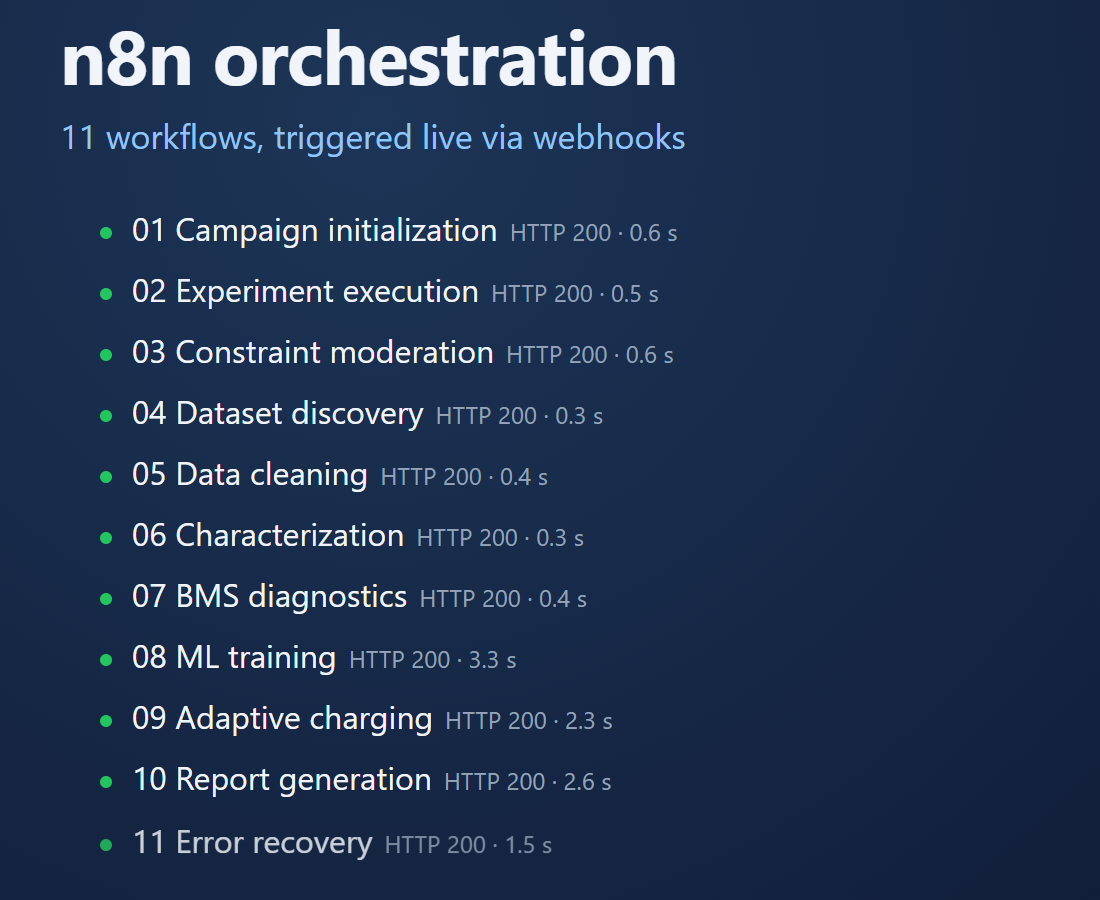 n8n orchestration
11 workflows, triggered live via webhooks
01 Campaign initialization HTTP 200 · 0.6 s
02 Experiment execution HTTP 200 · 0.5 s
03 Constraint moderation HTTP 200 · 0.6 s
04 Dataset discovery HTTP 200 · 0.3 s
05 Data cleaning HTTP 200 · 0.4 s
06 Characterization HTTP 200 · 0.3 s
07 BMS diagnostics HTTP 200 · 0.4 s
08 ML training HTTP 200 · 3.3 s
09 Adaptive charging HTTP 200 · 2.3 s
10 Report generation HTTP 200 · 2.6 s
11 Error recovery HTTP 200 · 1.5 s